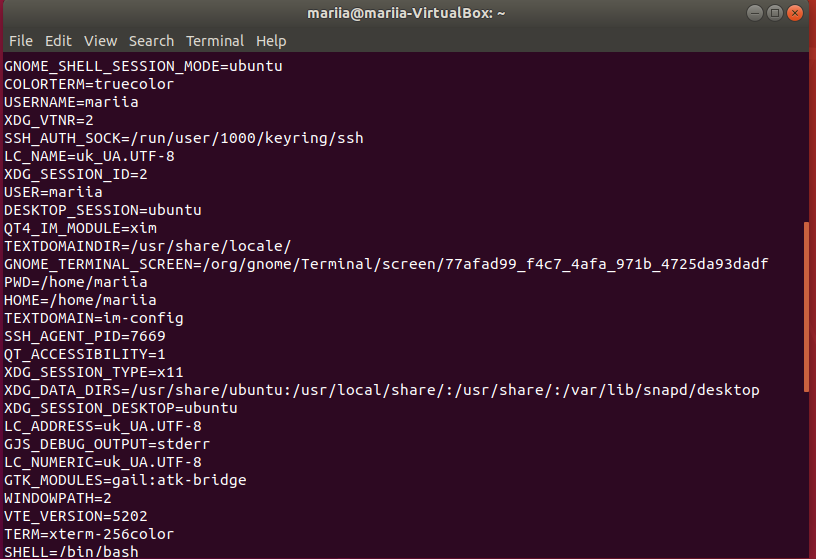 mariia@mariia-VirtualBox: ~
File Edit View Search Terminal Help
GNOME_SHELL_SESSION_MODE=ubuntu
COLORTERM=truecolor
USERNAME=mariia
XDG_VTNR=2
SSH_AUTH_SOCK=/run/user/1000/keyring/ssh
LC_NAME=uk_UA.UTF-8
XDG_SESSION_ID=2
USER=mariia
DESKTOP_SESSION=ubuntu
QT4_IM_MODULE=xim
TEXTDOMAINDIR=/usr/share/locale/
GNOME_TERMINAL_SCREEN=/org/gnome/Terminal/screen/77afad99_f4c7_4afa_971b_4725da93dadf
PWD=/home/mariia
HOME=/home/mariia
TEXTDOMAIN=im-config
SSH_AGENT_PID=7669
QT_ACCESSIBILITY=1
XDG_SESSION_TYPE=x11
XDG_DATA_DIRS=/usr/share/ubuntu:/usr/local/share/:/usr/share/:/var/lib/snapd/desktop
XDG_SESSION_DESKTOP=ubuntu
LC_ADDRESS=uk_UA.UTF-8
GJS_DEBUG_OUTPUT=stderr
LC_NUMERIC=uk_UA.UTF-8
GTK_MODULES=gail:atk-bridge
WINDOWPATH=2
VTE_VERSION=5202
TERM=xterm-256color
SHELL=/bin/bash